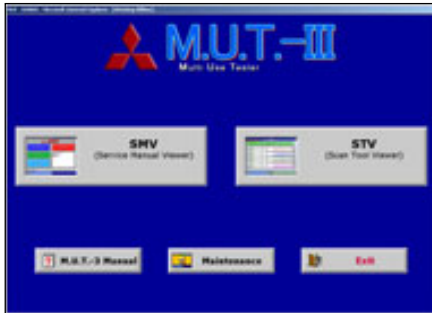 M.U.T.-III
Multi Use Tester
SMV
(Service Manual Viewer)
STV
(Scan Tool Viewer)
M.U.T.-3 Manual
Maintenance
Exit